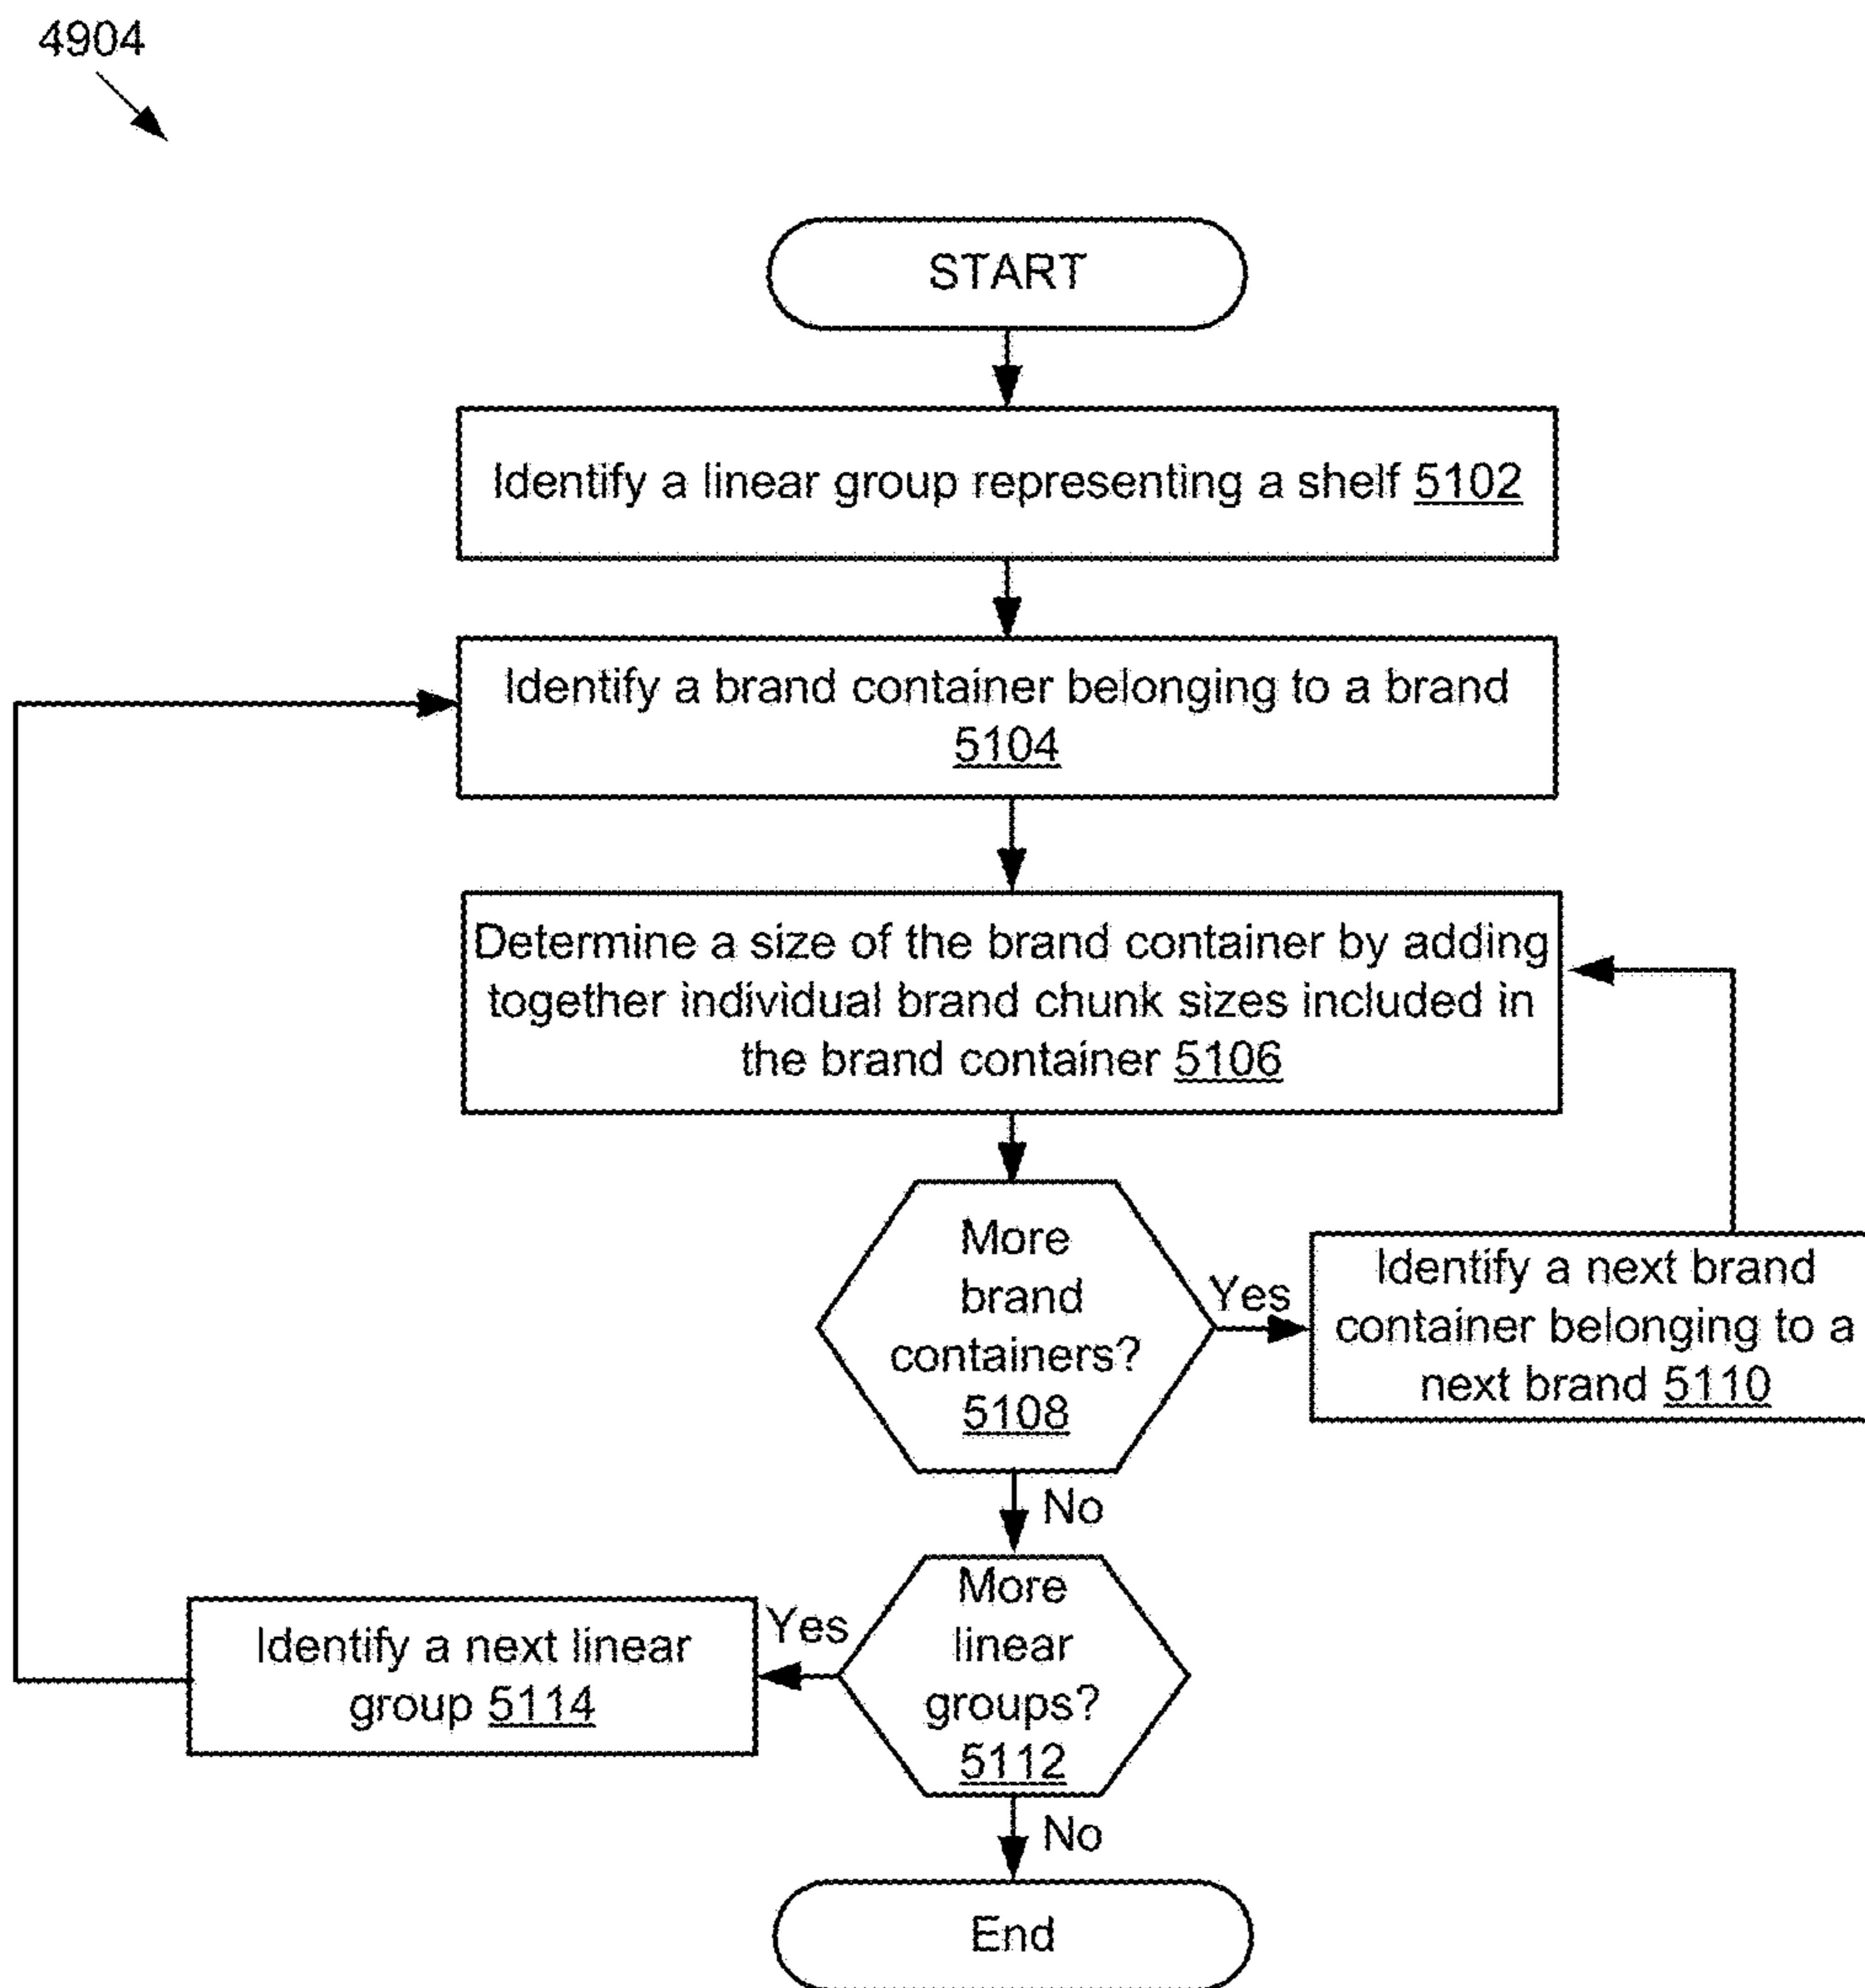 4904
START
Identify a linear group representing a shelf 5102
Identify a brand container belonging to a brand
5104
Determine a size of the brand container by adding
together individual brand chunk sizes included in
the brand container 5106
More
brand
containers?
5108
Yes
Identify a next brand
container belonging to a
next brand 5110
No
More
linear
groups?
5112
Yes
Identify a next linear
group 5114
No
End